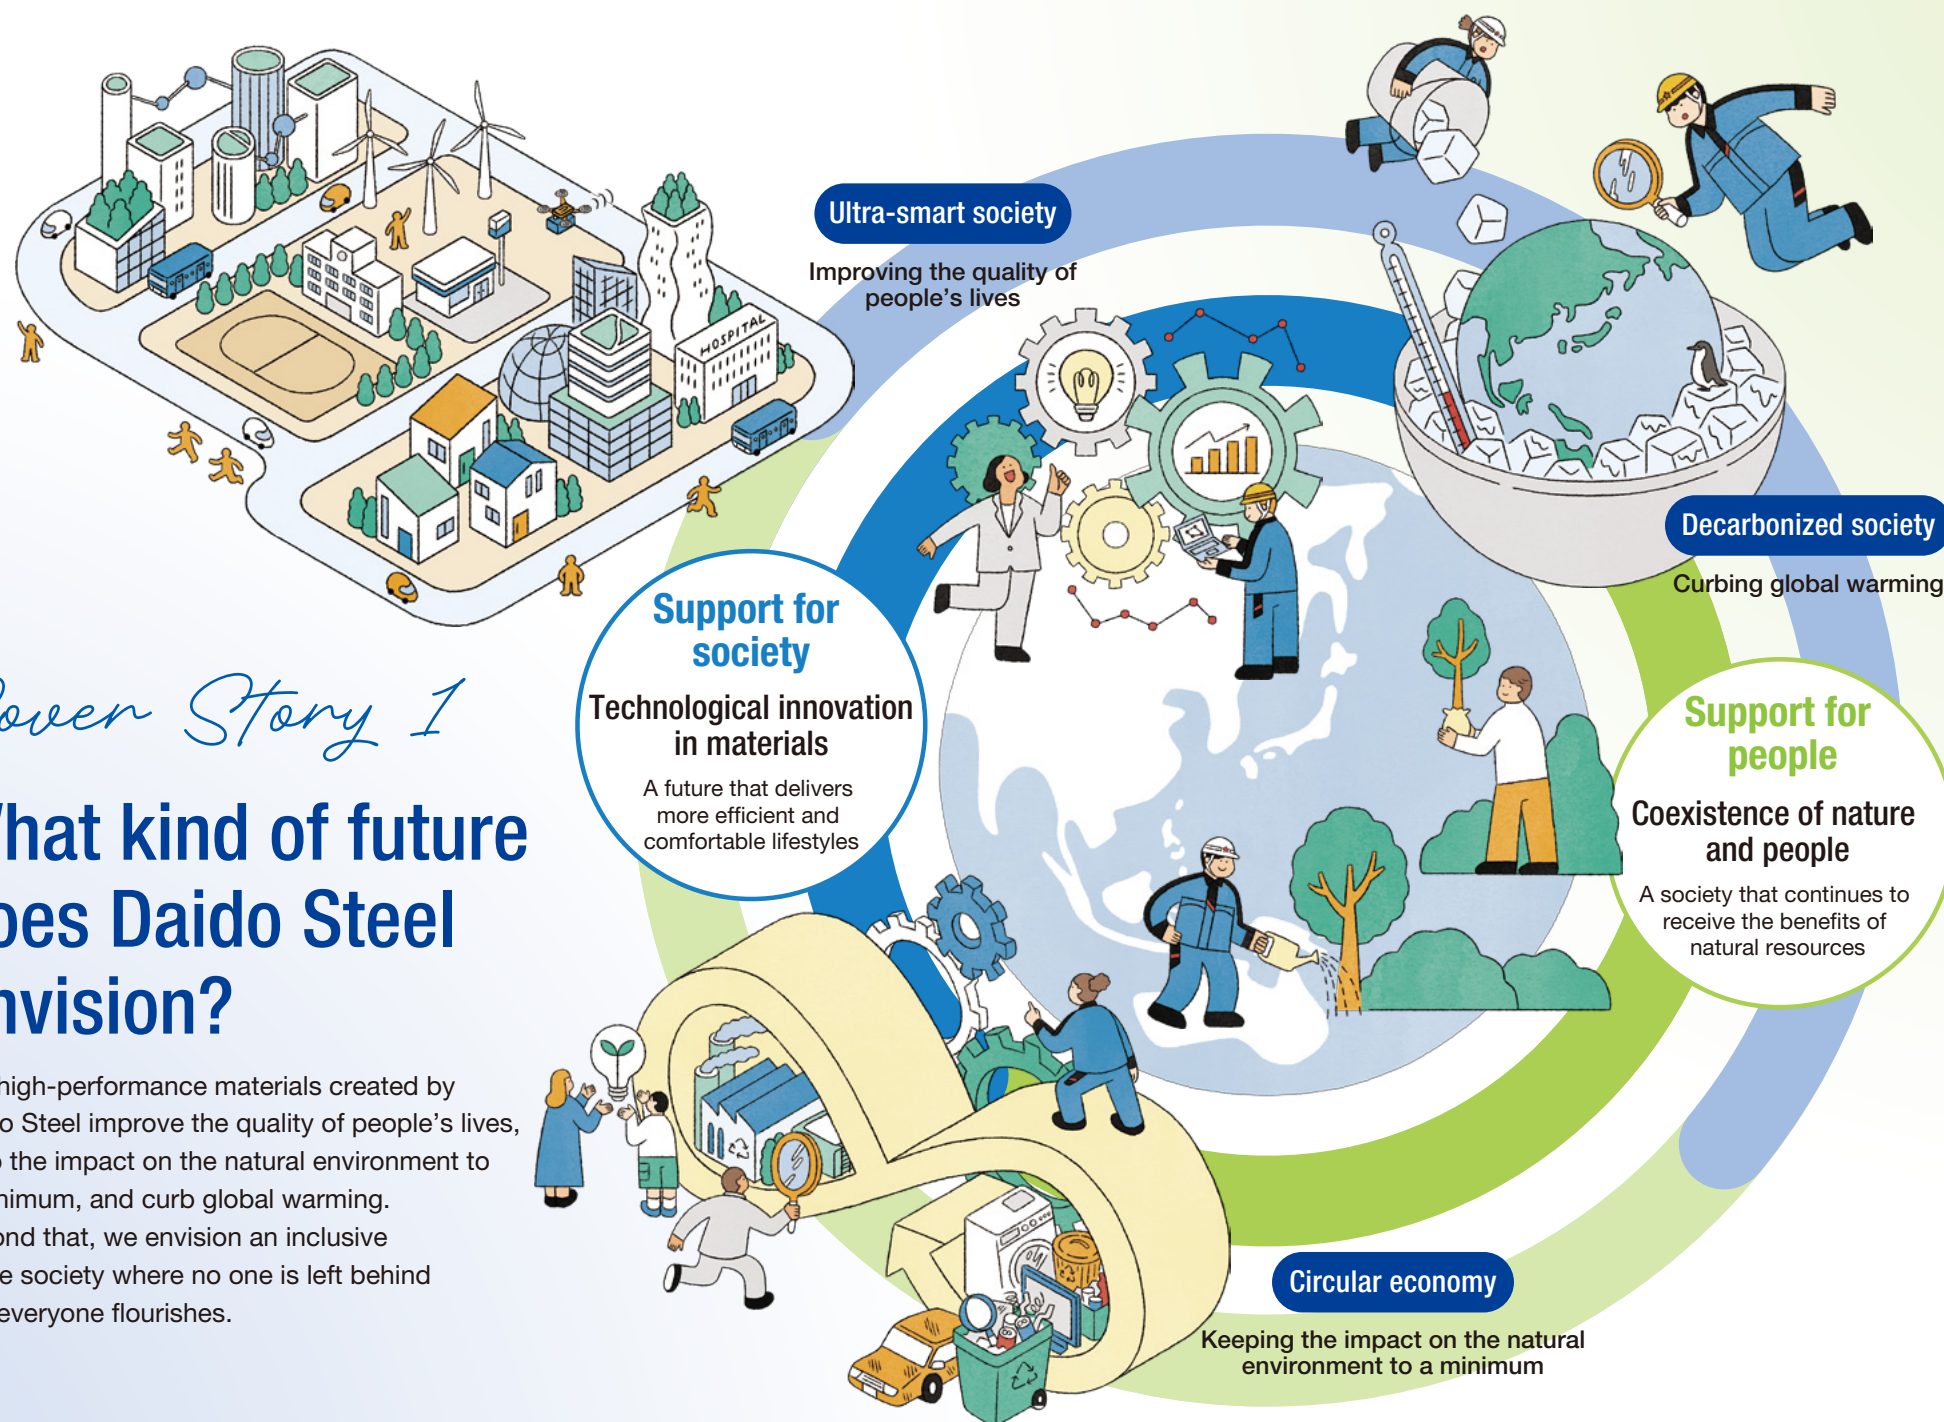 Ultra-smart society
Improving the quality of
people's lives
HOSPITAL
Decarbonized society
Curbing global warming
Support for
society
Technological innovation
in materials
A future that delivers
more efficient and
comfortable lifestyles
Support for
people
Coexistence of nature
and people
A society that continues to
receive the benefits of
natural resources
over Story 1
hat kind of future
oes Daido Steel
nvision?
high-performance materials created by
o Steel improve the quality of people's lives,
the impact on the natural environment to
nimum, and curb global warming.
ond that, we envision an inclusive
e society where no one is left behind
everyone flourishes.
Circular economy
Keeping the impact on the natural
environment to a minimum